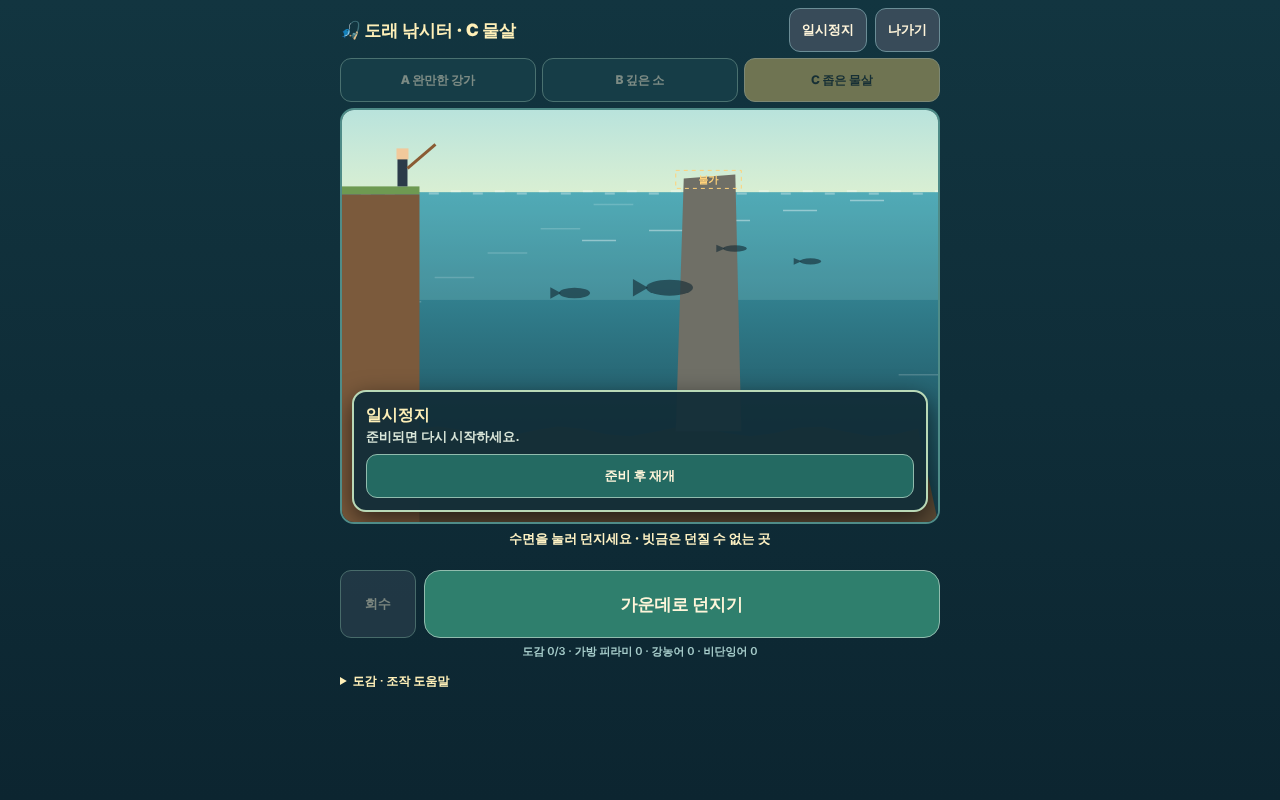 도래 낚시터 · C 물살
일시정지
나가기
A 완만한 강가
B 깊은 소
C 좁은 물살
불가
일시정지
준비되면 다시 시작하세요.
준비 후 재개
수면을 눌러 던지세요 · 빗금은 던질 수 없는 곳
회수
가운데로 던지기
도감 0/3 · 가방 피라미 0 · 강농어 0 · 비단잉어 0
▶ 도감 · 조작 도움말